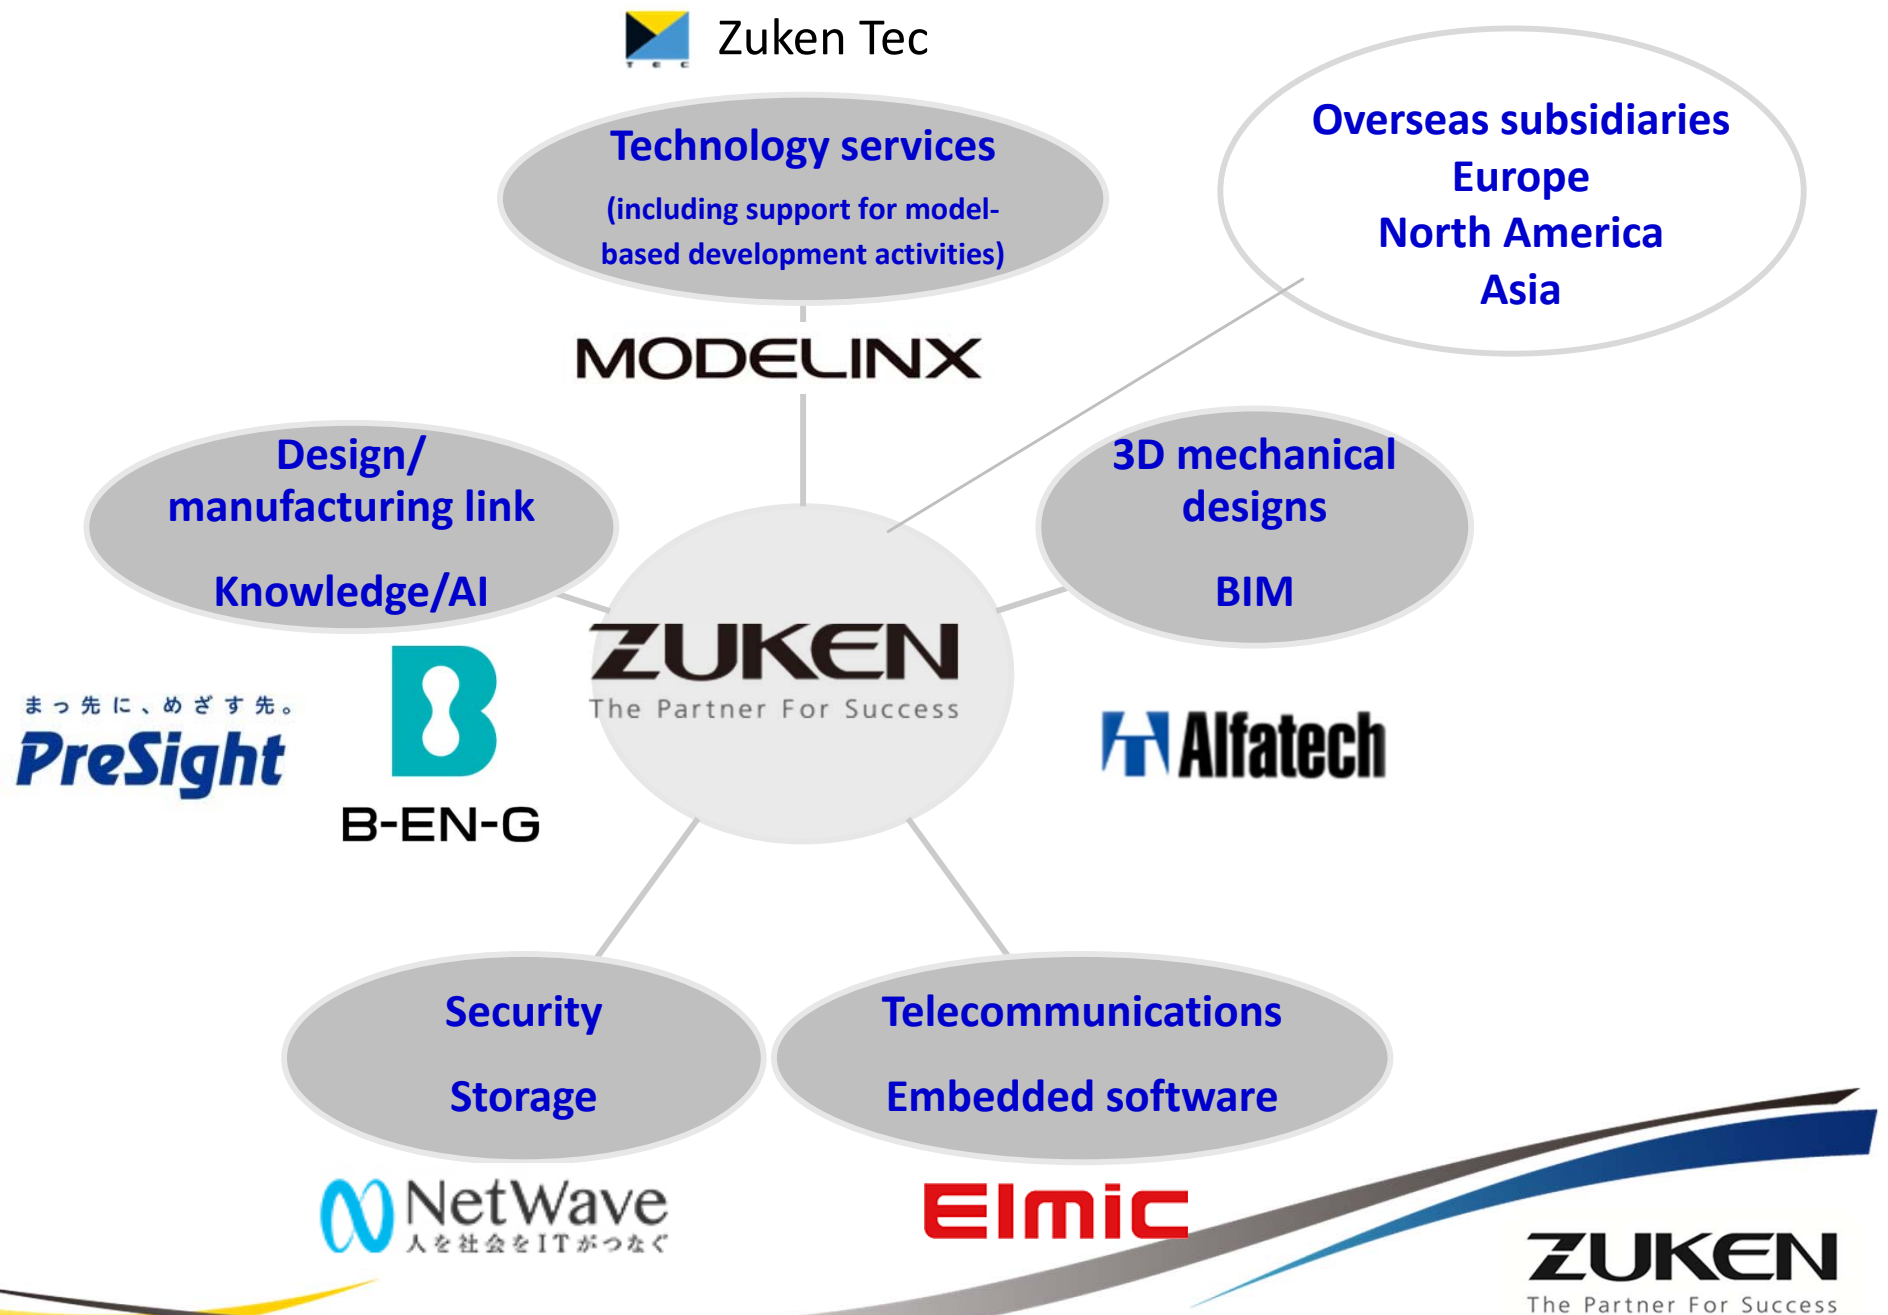 TEC
Zuken Tec
Technology services
(including support for model-
based development activities)
Overseas subsidiaries
Europe
North America
Asia
MODELINX
Design/
manufacturing link
Knowledge/AI
3D mechanical
designs
BIM
ZUKEN
The Partner For Success
まっ先に、めざす先。
PreSight
B
B-EN-G
Alfatech
Security
Storage
Telecommunications
Embedded software
NetWave
人を社会をITがつなぐ
Elmic
ZUKEN
The Partner For Success